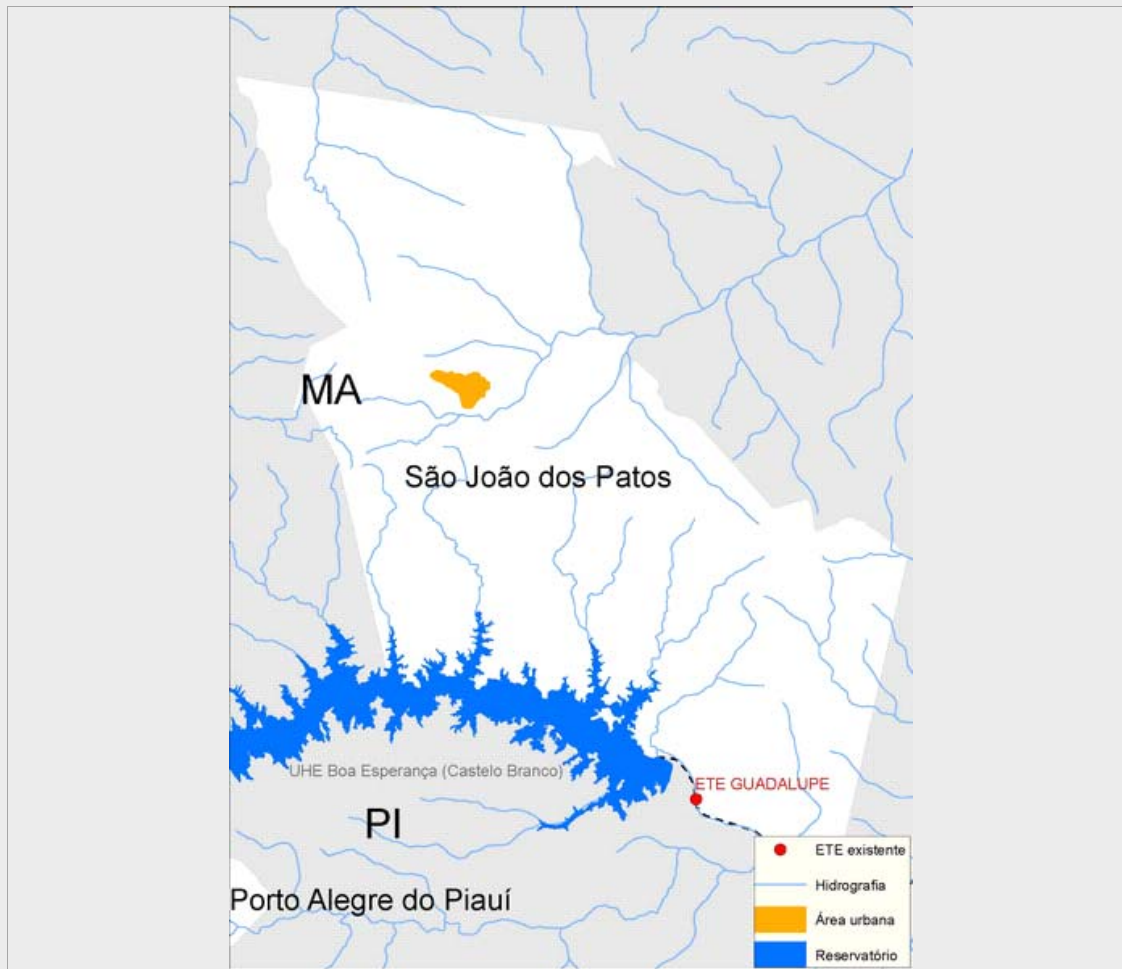 MA
São João dos Patos
UHE Boa Esperança (Castelo Branco)
ETE GUADALUPE
PI
Porto Alegre do Piauí
ETE existente
Hidrografia
Área urbana
Reservatório